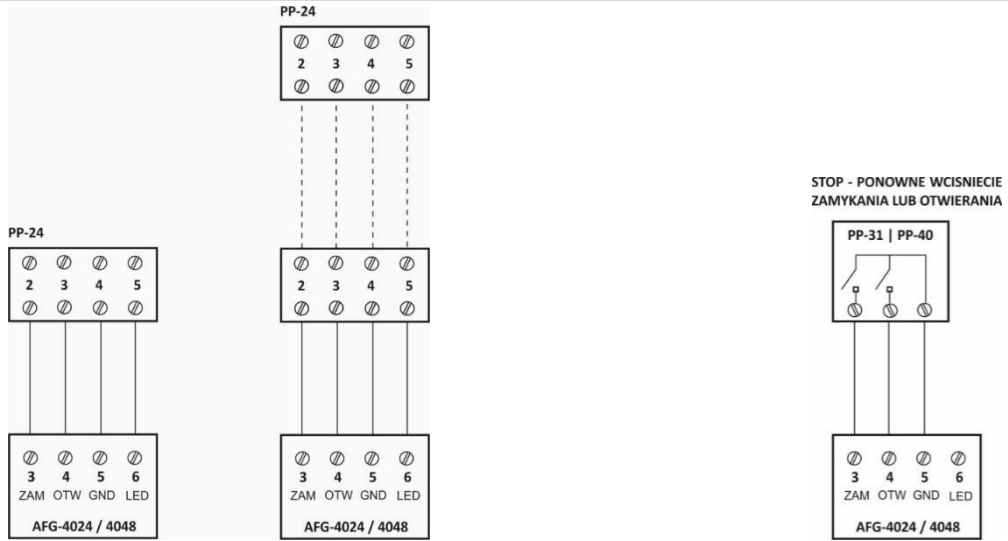 PP-24
2 3 4 5
PP-24
2 3 4 5
3 4 5 6
ZAM OTW GND LED
AFG-4024 / 4048
2 3 4 5
3 4 5 6
ZAM OTW GND LED
AFG-4024 / 4048
STOP - PONOWNE WCISNIECIE
ZAMYKANIA LUB OTWIERANIA
PP-31 | PP-40
3 4 5 6
ZAM OTW GND LED
AFG-4024 / 4048